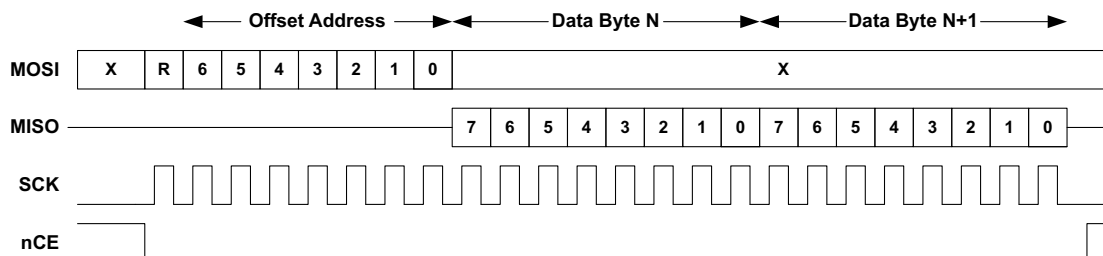 Offset Address Data Byte N Data Byte N+1
MOSI X R 6 5 4 3 2 1 0 X
MISO 7 6 5 4 3 2 1 0 7 6 5 4 3 2 1 0
SCK
nCE